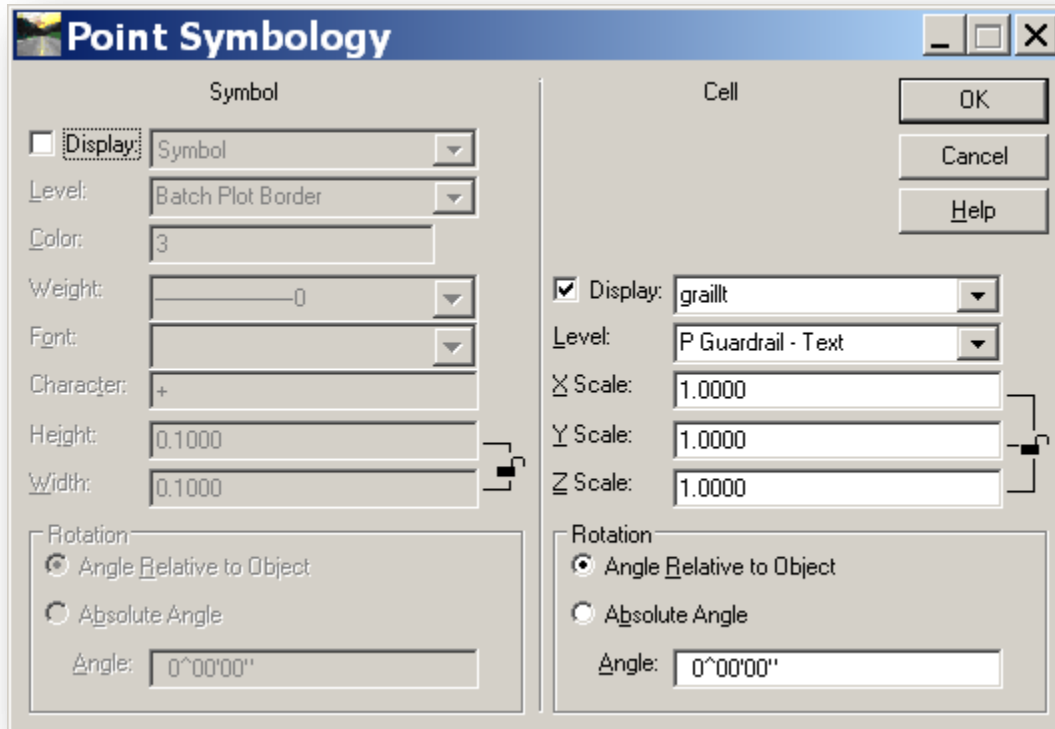 Point Symbology
Symbol
Display: Symbol
Level: Batch Plot Border
Color: 3
Weight: 0
Font:
Character: +
Height: 0.1000
Width: 0.1000
Rotation
Angle Relative to Object
Absolute Angle
Angle: 0^00'00"
Cell
OK
Cancel
Help
Display: graillt
Level: P Guardrail - Text
X Scale: 1.0000
Y Scale: 1.0000
Z Scale: 1.0000
Rotation
Angle Relative to Object
Absolute Angle
Angle: 0^00'00"